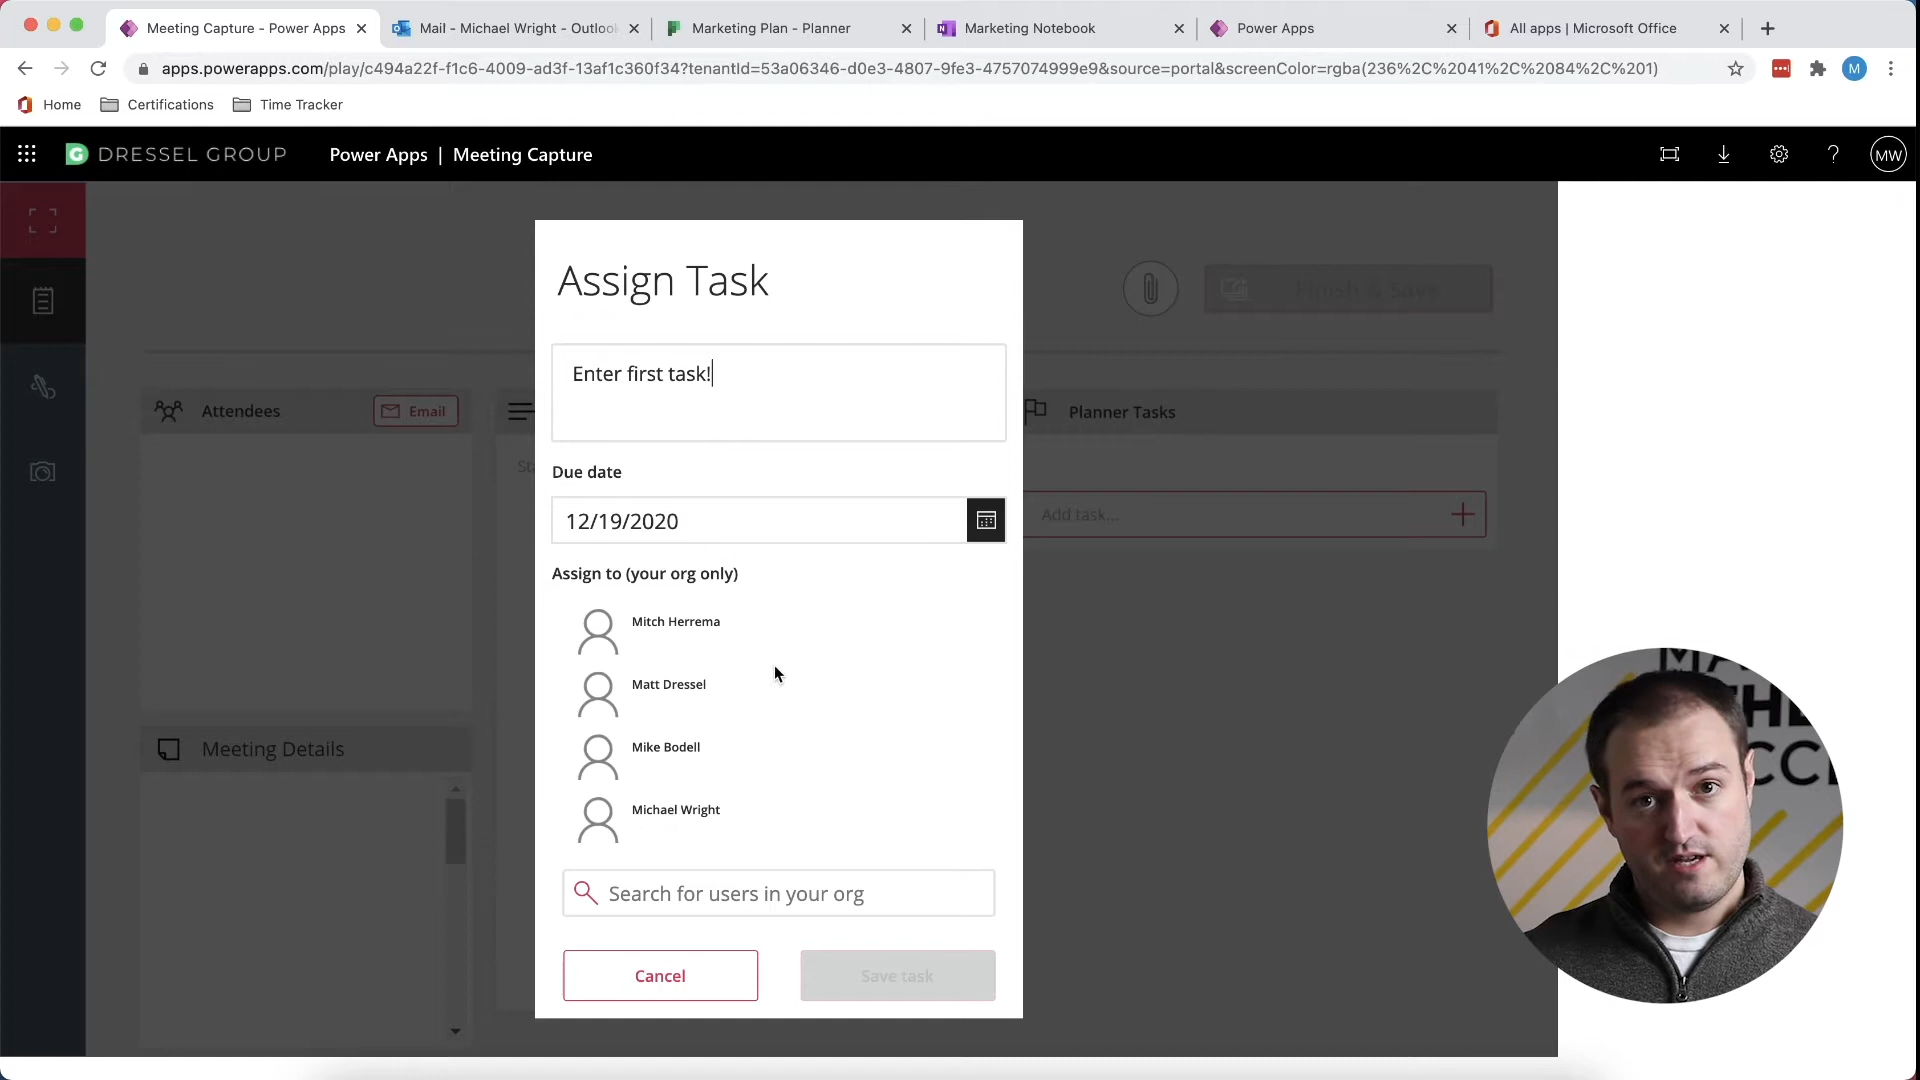 Meeting Capture - Power Apps
Mail - Michael Wright - Outlook
Marketing Plan - Planner
Marketing Notebook
Power Apps
All apps | Microsoft Office
apps.powerapps.com/play/c494a22f-f1c6-4009-ad3f-13af1c360f34?tenantId=53a06346-d0e3-4807-9fe3-4757074999e9&source=portal&screenColor=rgba(236%2C%2041%2C%2084%2C%201)
M
Home
Certifications
Time Tracker
DRESSEL GROUP
Power Apps | Meeting Capture
MW
Assign Task
Finish & Save
Enter first task!
Attendees
Email
Planner Tasks
Due date
12/19/2020
Add task...
Assign to (your org only)
Mitch Herrema
Matt Dressel
Mike Bodell
Michael Wright
Meeting Details
Search for users in your org
Cancel
Save task